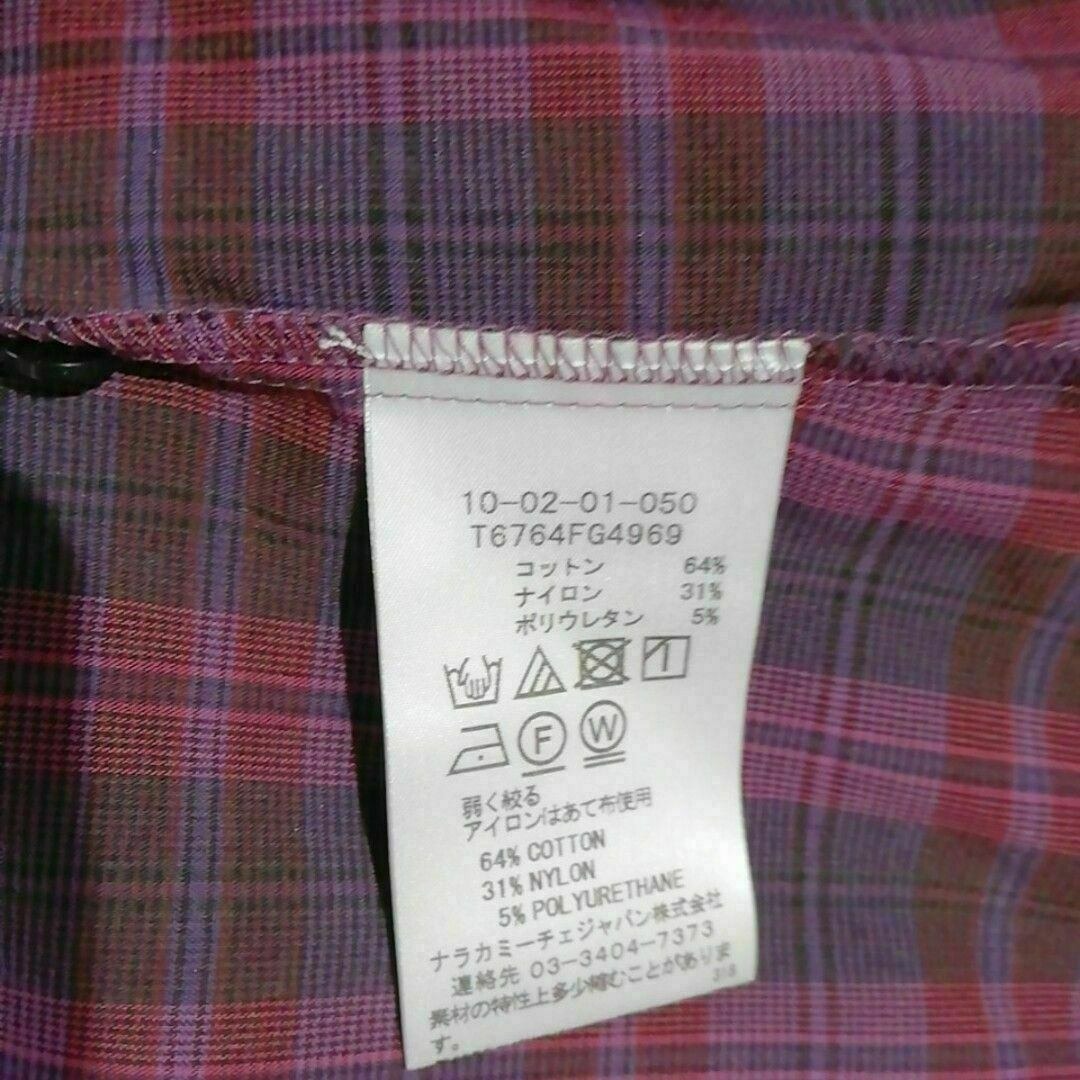 10-02-01-050
T6764FG4969
コットン 64%
ナイロン 31%
ポリウレタン 5%
F W
弱く絞る
アイロンはあて布使用
64% COTTON
31% NYLON
5% POLYURETHANE
ナラカミーチェジャパン株式会社
連絡先 03-3404-7373
素材の特性上多少縮むことがありま
す。
318